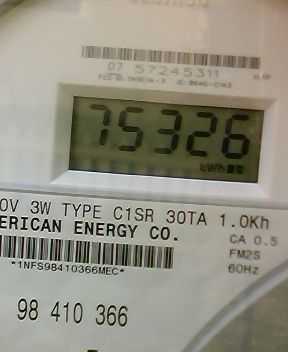 07 57245311
75326
kWh
0V 3W TYPE C1SR 30TA 1.0Kh
ERICAN ENERGY CO.
CA 0.5
FM2S
60Hz
*1NFS98410366MEC*
98 410 366